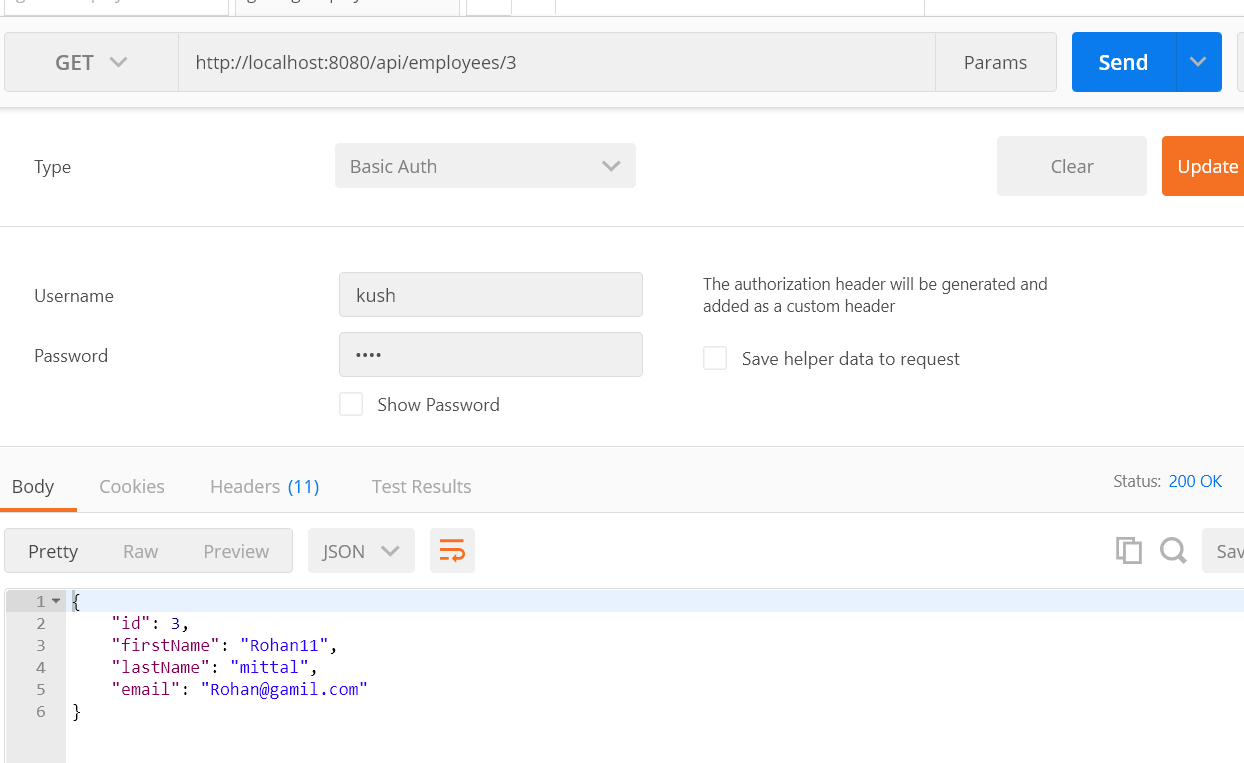 GET http://localhost:8080/api/employees/3 Params Send
Type Basic Auth Clear Update
Username kush The authorization header will be generated and
added as a custom header
Password •••• Save helper data to request
Show Password
Body Cookies Headers (11) Test Results Status: 200 OK
Pretty Raw Preview JSON
1 {
2 "id": 3,
3 "firstName": "Rohan11",
4 "lastName": "mittal",
5 "email": "Rohan@gamil.com"
6 }